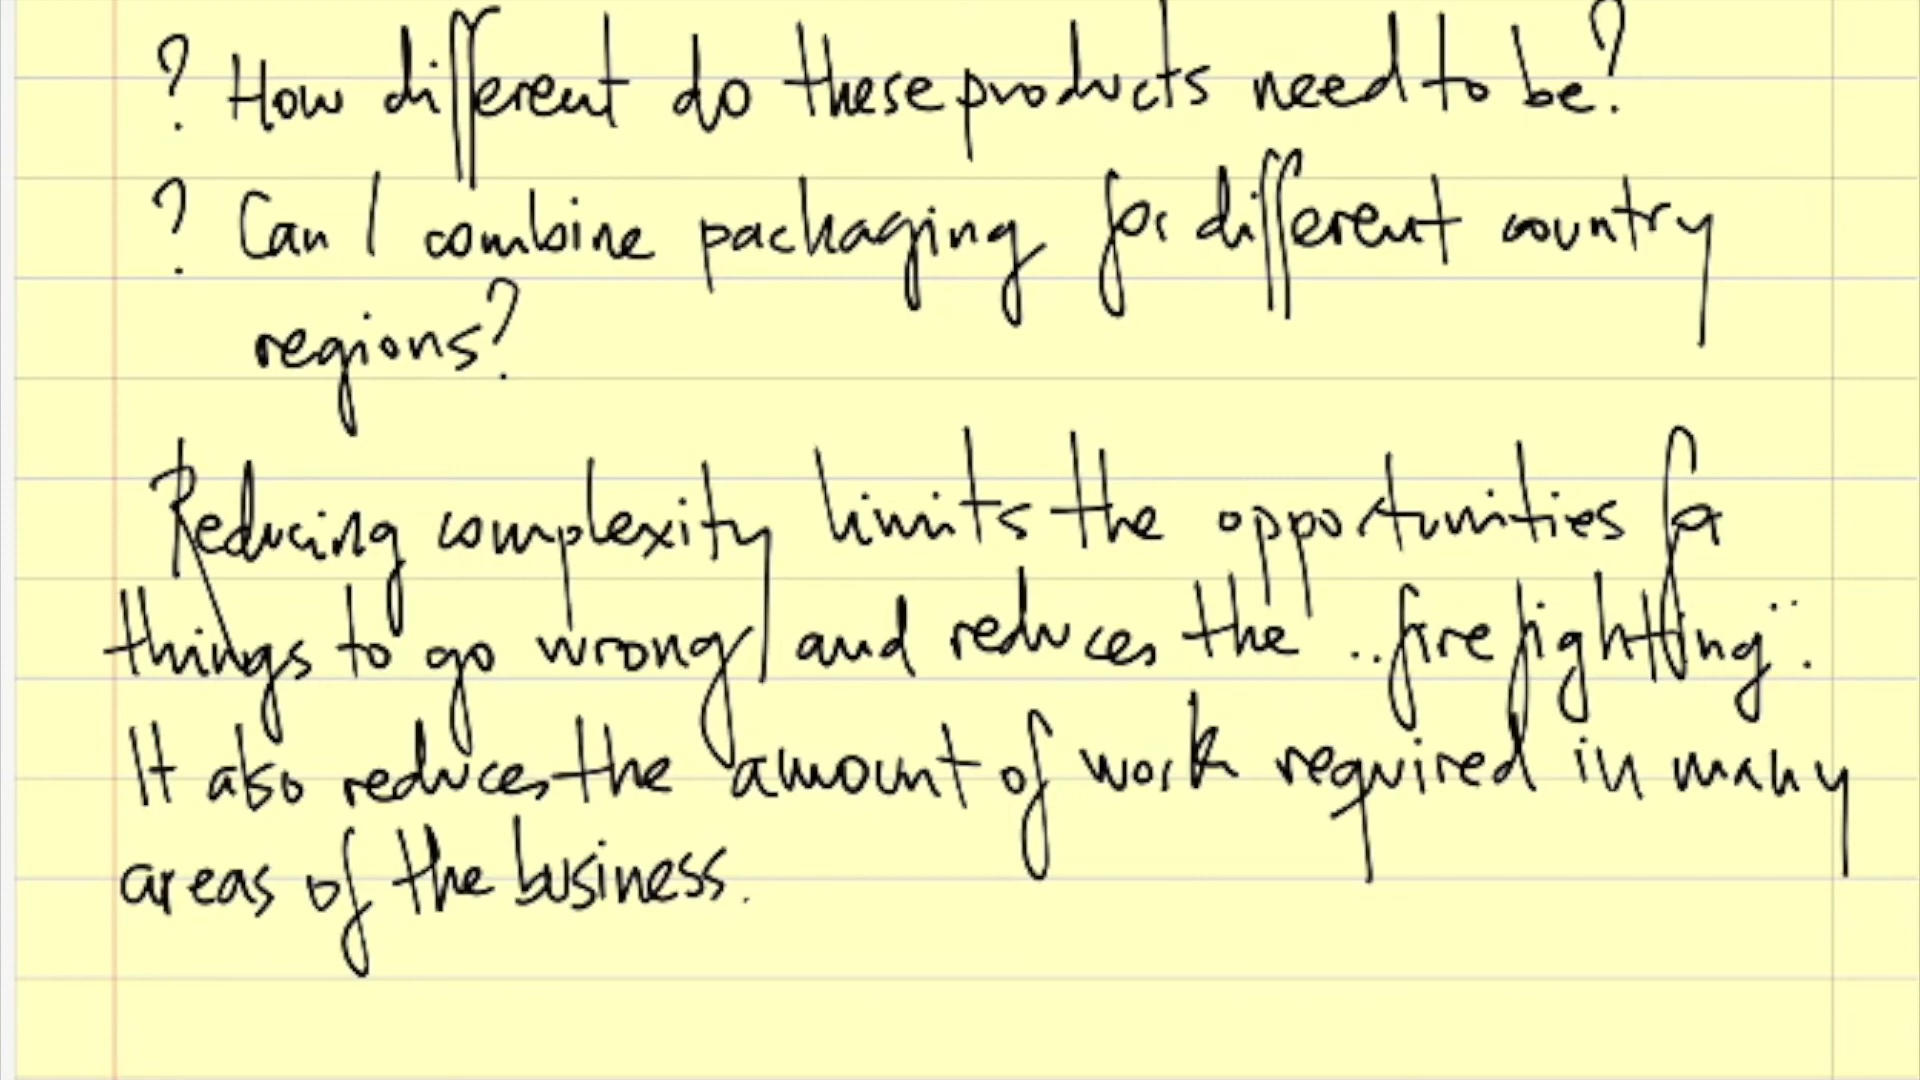 ? How different do these products need to be?
? Can I combine packaging for different country
regions?
Reducing complexity limits the opportunities for
things to go wrong and reduces the "firefighting".
It also reduces the amount of work required in many
areas of the business.